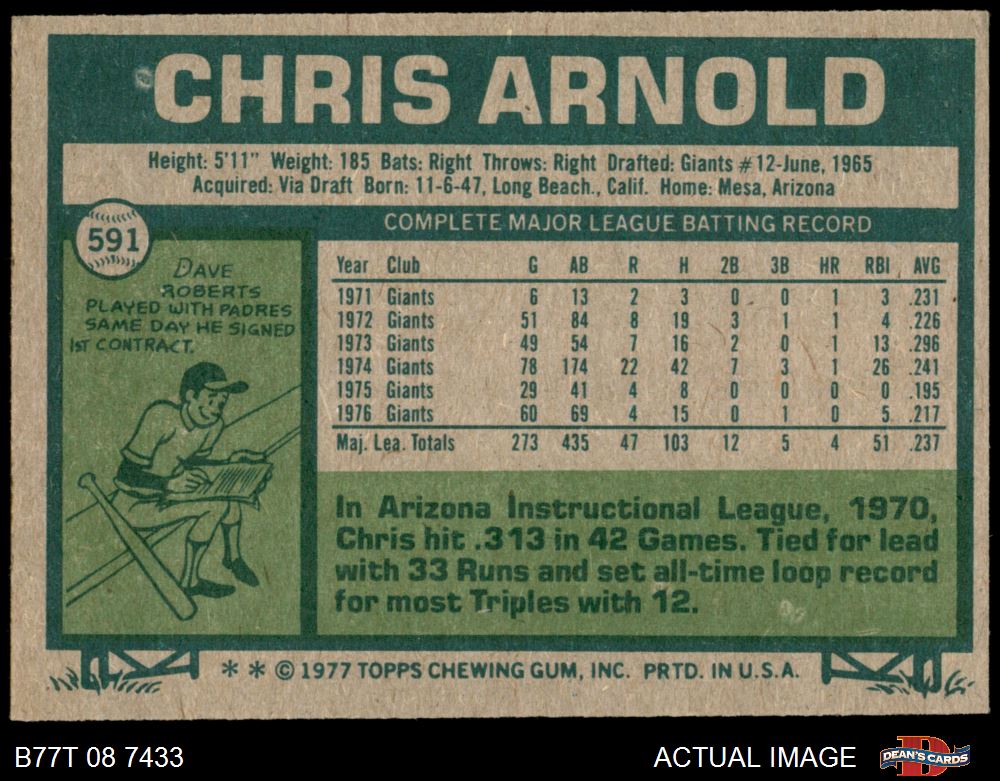 CHRIS ARNOLD
Height: 5'11" Weight: 185 Bats: Right Throws: Right Drafted: Giants #12-June, 1965
Acquired: Via Draft Born: 11-6-47, Long Beach., Calif. Home: Mesa, Arizona
591
DAVE
ROBERTS
PLAYED WITH PADRES
SAME DAY HE SIGNED
1ST CONTRACT.
COMPLETE MAJOR LEAGUE BATTING RECORD
Year Club G AB R H 2B 3B HR RBI AVG
1971 Giants 6 13 2 3 0 0 1 3 .231
1972 Giants 51 84 8 19 3 1 1 4 .226
1973 Giants 49 54 7 16 2 0 1 13 .296
1974 Giants 78 174 22 42 7 3 1 26 .241
1975 Giants 29 41 4 8 0 0 0 0 .195
1976 Giants 60 69 4 15 0 1 0 5 .217
Maj. Lea. Totals 273 435 47 103 12 5 4 51 .237
In Arizona Instructional League, 1970,
Chris hit .313 in 42 Games. Tied for lead
with 33 Runs and set all-time loop record
for most Triples with 12.
* * © 1977 TOPPS CHEWING GUM, INC. PRTD. IN U.S.A.
B77T 08 7433
ACTUAL IMAGE
DEAN'S CARDS